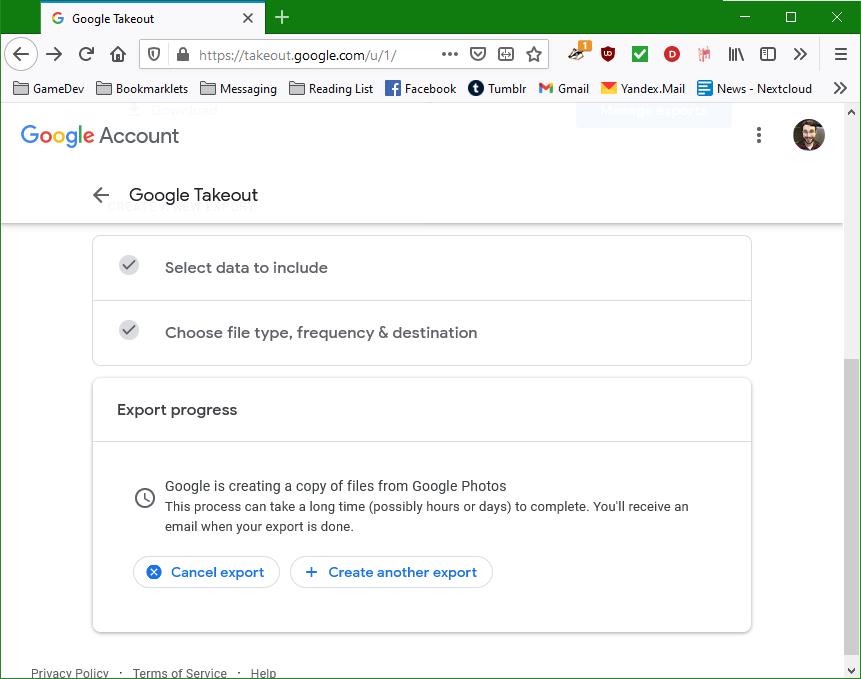 Google Takeout
https://takeout.google.com/u/1/
1
GameDev
Bookmarklets
Messaging
Reading List
Facebook
Tumblr
Gmail
Yandex.Mail
News - Nextcloud
Download
Manage exports
Google Account
Google Takeout
Select data to include
Choose file type, frequency & destination
Export progress
Google is creating a copy of files from Google Photos
This process can take a long time (possibly hours or days) to complete. You'll receive an
email when your export is done.
Cancel export
Create another export
Privacy Policy · Terms of Service · Help